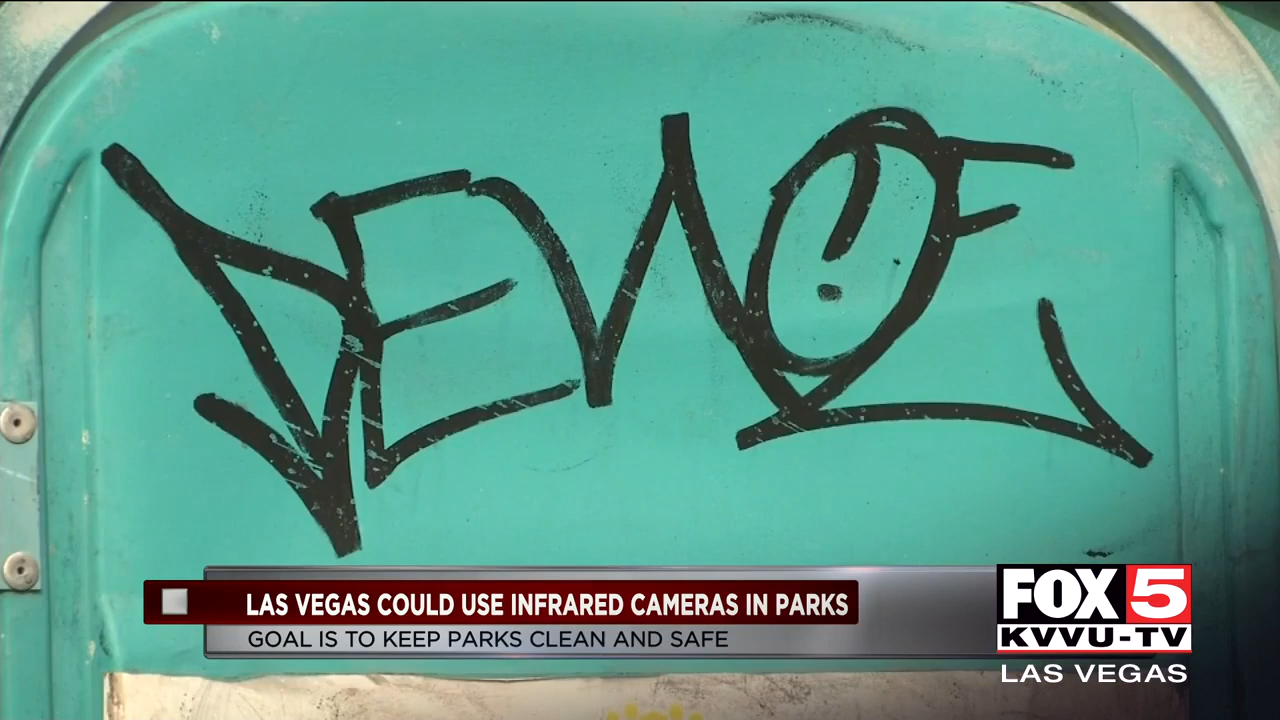 LAS VEGAS COULD USE INFRARED CAMERAS IN PARKS
GOAL IS TO KEEP PARKS CLEAN AND SAFE
FOX 5
KVVU-TV
LAS VEGAS